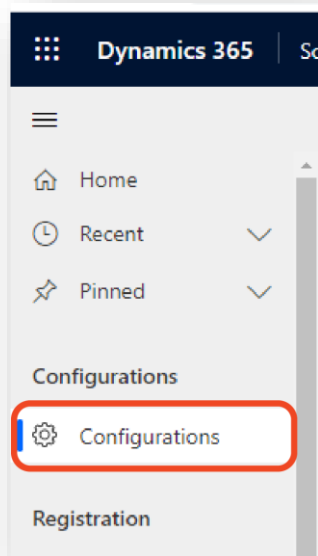 Dynamics 365
Home
Recent
Pinned
Configurations
Configurations
Registration